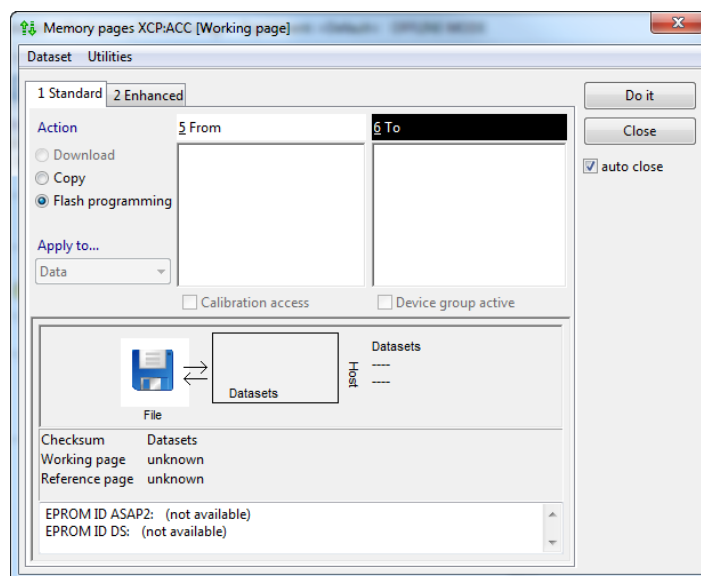 Memory pages XCP:ACC [Working page]
Dataset Utilities
1 Standard 2 Enhanced
Do it
Close
auto close
Action
5 From
6 To
Download
Copy
Flash programming
Apply to...
Data
Calibration access
Device group active
File
Datasets
Host
Datasets
----
----
Checksum Datasets
Working page unknown
Reference page unknown
EPROM ID ASAP2: (not available)
EPROM ID DS: (not available)